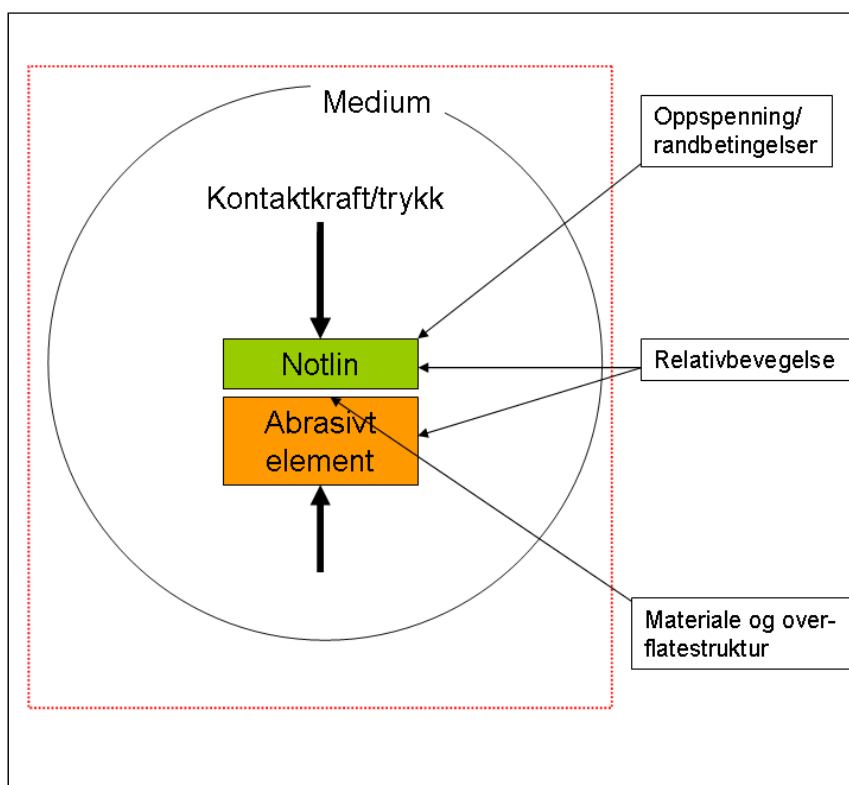 Medium
Oppspenning/
randbetingelser
Kontaktkraft/trykk
Notlin
Relativbevegelse
Abrasivt
element
Materiale og over-
flatestruktur